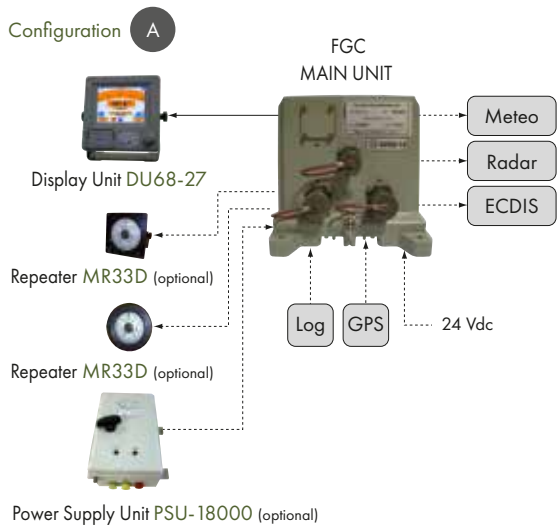 Configuration A
FGC
MAIN UNIT
Meteo
Radar
ECDIS
Display Unit DU68-27
Repeater MR33D (optional)
Log
GPS
24 Vdc
Repeater MR33D (optional)
Power Supply Unit PSU-18000 (optional)